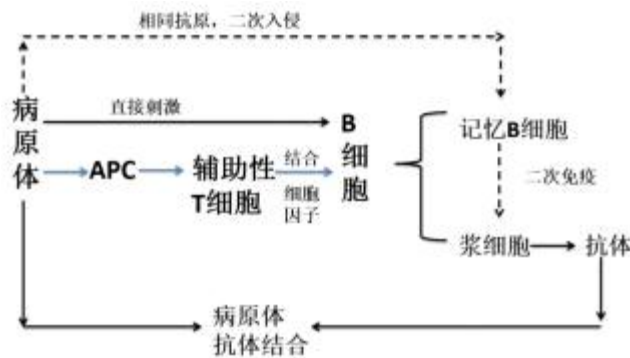 相同抗原，二次入侵
病原体
直接刺激
B细胞
记忆B细胞
APC
辅助性
T细胞
结合
细胞
因子
二次免疫
浆细胞
抗体
病原体
抗体结合